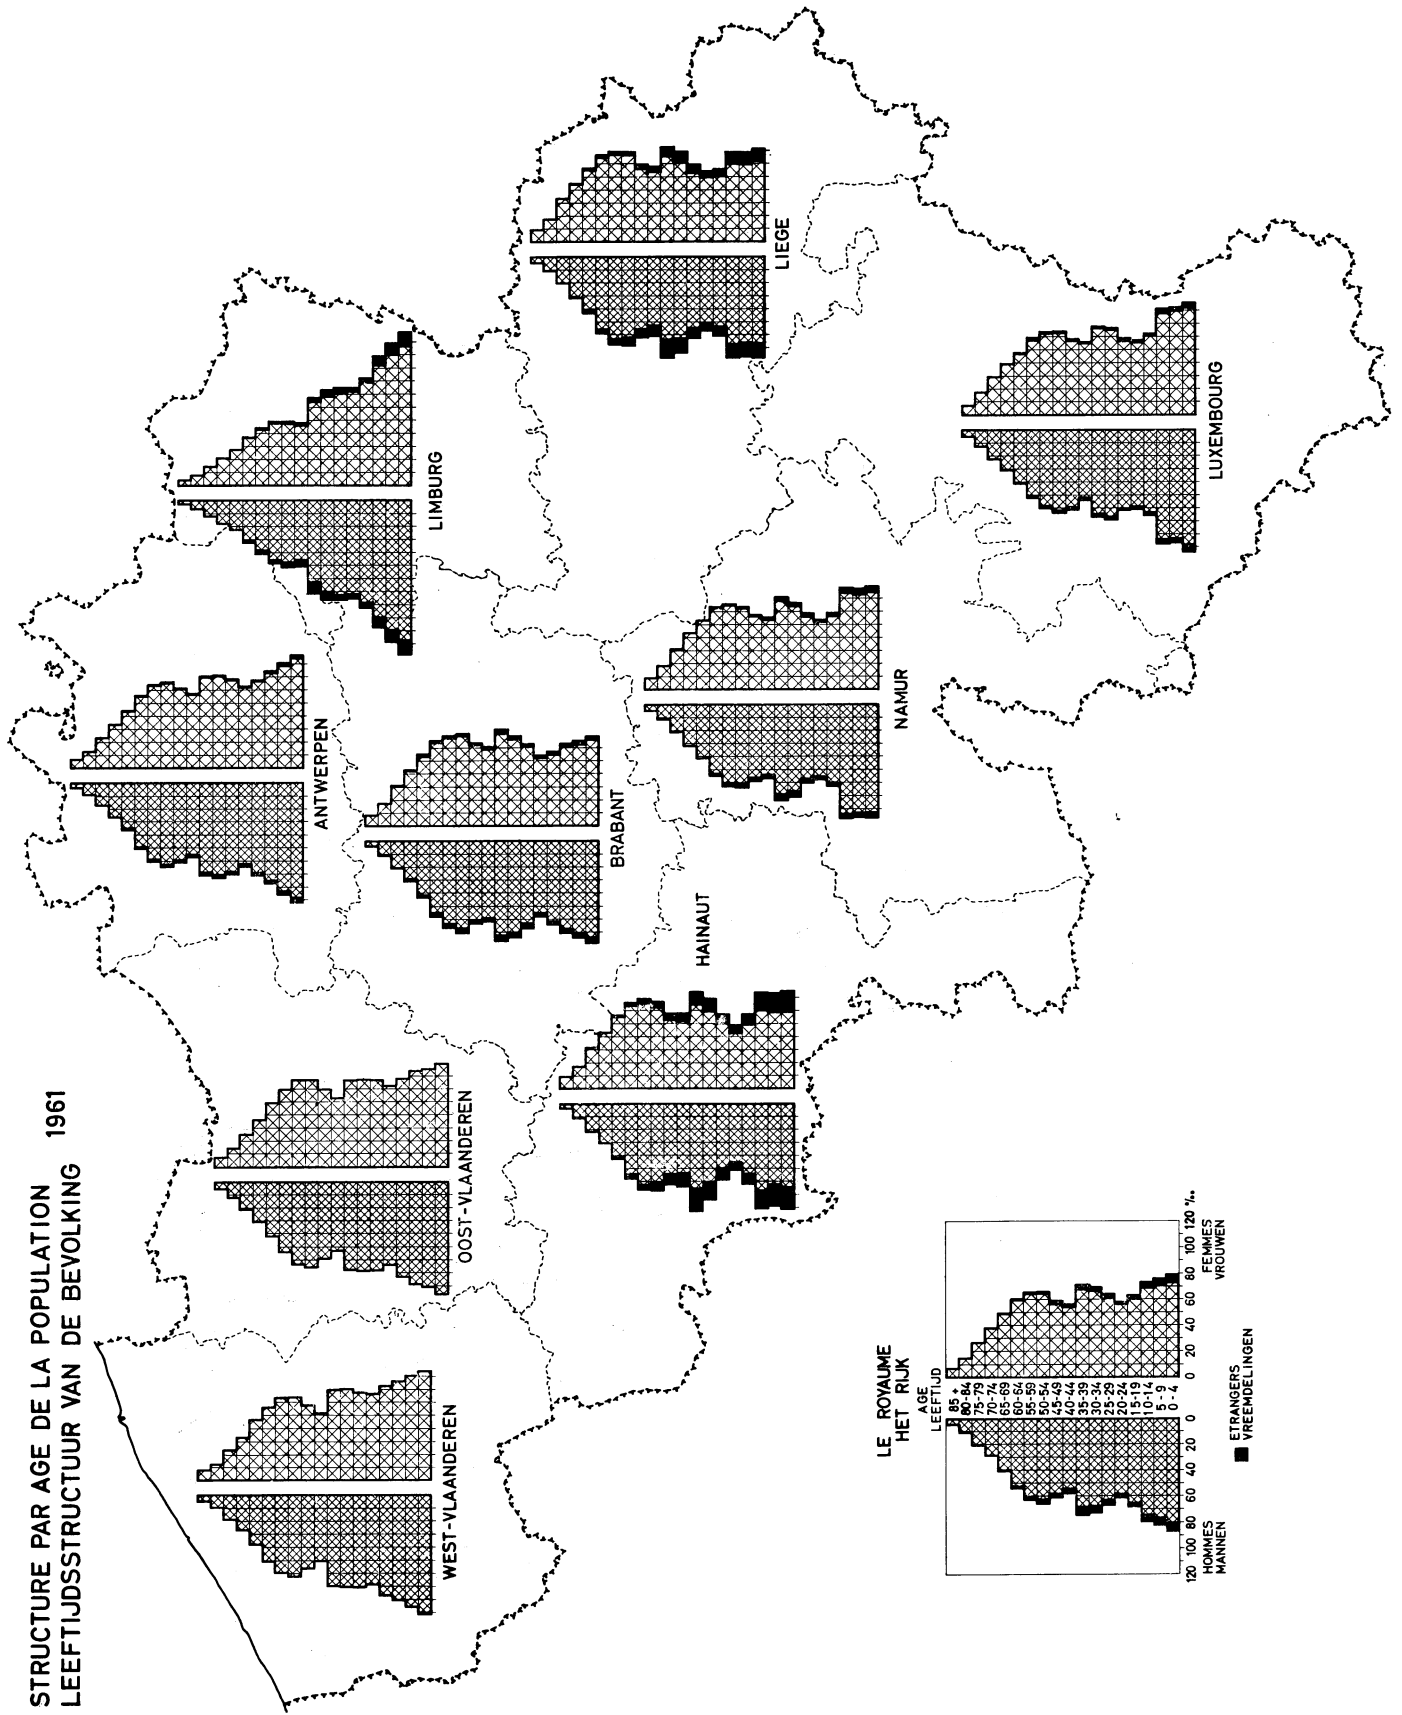 STRUCTURE PAR AGE DE LA POPULATION
LEEFTIJDSSTRUCTUUR VAN DE BEVOLKING 1961
WEST-VLAANDEREN
OOST-VLAANDEREN
ANTWERPEN
LIMBURG
BRABANT
HAINAUT
NAMUR
LIEGE
LUXEMBOURG
LE ROYAUME
HET RIJK
AGE
LEEFTIJD
85 +
80-84
75-79
70-74
65-69
60-64
55-59
50-54
45-49
40-44
35-39
30-34
25-29
20-24
15-19
10-14
5 - 9
0 - 4
120 100 80 60 40 20 0 0 20 40 60 80 100 120 ‰
HOMMES FEMMES
MANNEN VROUWEN
ETRANGERS
VREEMDELINGEN